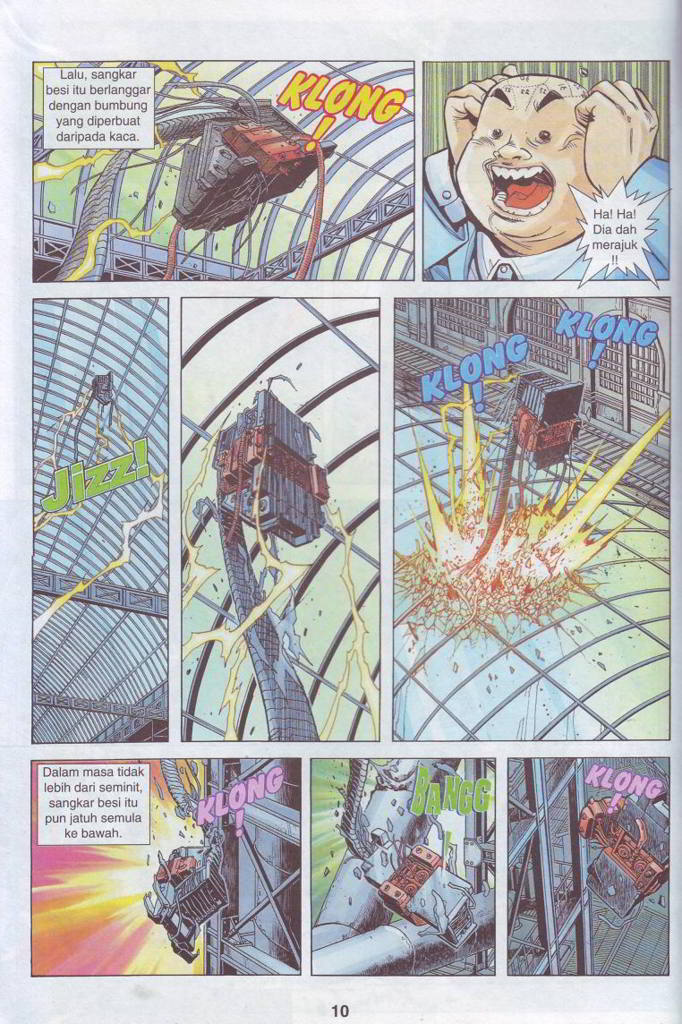 Lalu, sangkar
besi itu berlanggar
dengan bumbung
yang diperbuat
daripada kaca.
KLONG
!
Ha! Ha!
Dia dah
merajuk
!!
Jizz!
KLONG
!
KLONG
!
Dalam masa tidak
lebih dari seminit,
sangkar besi itu
pun jatuh semula
ke bawah.
KLONG
!
BANGG
!
KLONG
!
10